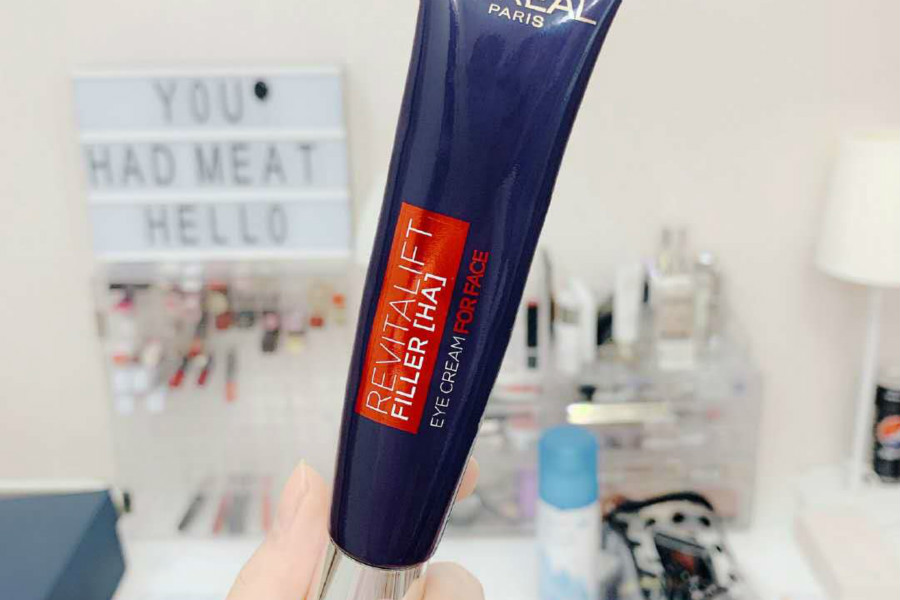 YOU
HAD MEAT
HELLO
PARIS
REVITALIFT
FILLER [HA]
EYE CREAM FOR FACE